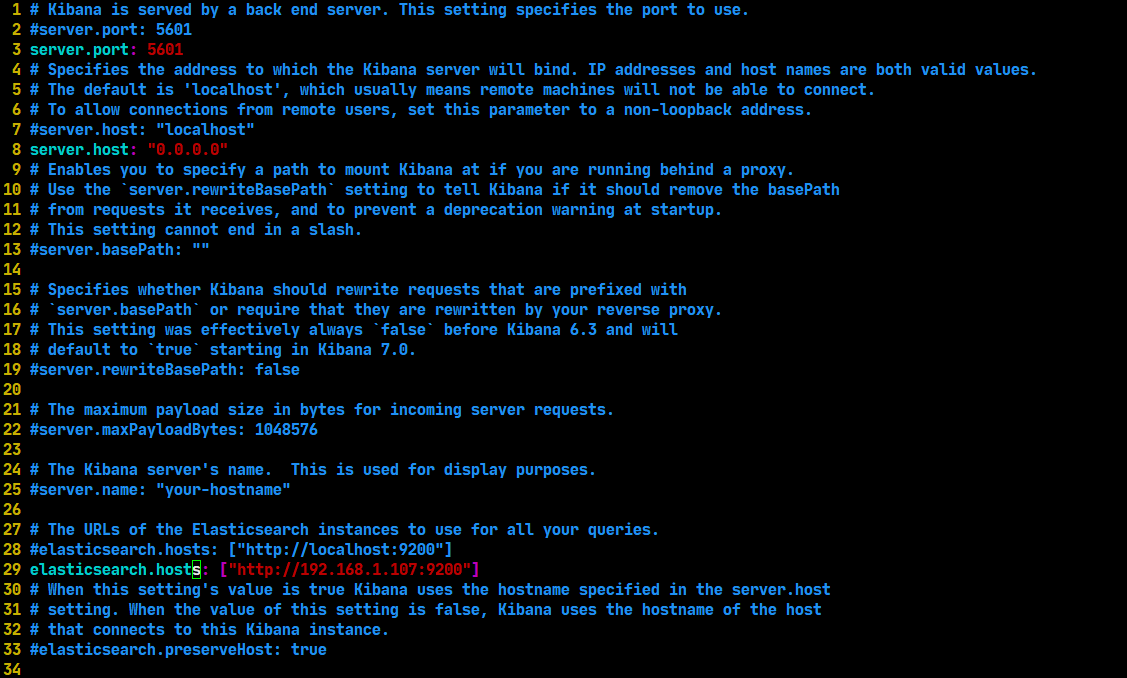 1 # Kibana is served by a back end server. This setting specifies the port to use.
2 #server.port: 5601
3 server.port: 5601
4 # Specifies the address to which the Kibana server will bind. IP addresses and host names are both valid values.
5 # The default is 'localhost', which usually means remote machines will not be able to connect.
6 # To allow connections from remote users, set this parameter to a non-loopback address.
7 #server.host: "localhost"
8 server.host: "0.0.0.0"
9 # Enables you to specify a path to mount Kibana at if you are running behind a proxy.
10 # Use the `server.rewriteBasePath` setting to tell Kibana if it should remove the basePath
11 # from requests it receives, and to prevent a deprecation warning at startup.
12 # This setting cannot end in a slash.
13 #server.basePath: ""
14
15 # Specifies whether Kibana should rewrite requests that are prefixed with
16 # `server.basePath` or require that they are rewritten by your reverse proxy.
17 # This setting was effectively always `false` before Kibana 6.3 and will
18 # default to `true` starting in Kibana 7.0.
19 #server.rewriteBasePath: false
20
21 # The maximum payload size in bytes for incoming server requests.
22 #server.maxPayloadBytes: 1048576
23
24 # The Kibana server's name.  This is used for display purposes.
25 #server.name: "your-hostname"
26
27 # The URLs of the Elasticsearch instances to use for all your queries.
28 #elasticsearch.hosts: ["http://localhost:9200"]
29 elasticsearch.hosts: ["http://192.168.1.107:9200"]
30 # When this setting's value is true Kibana uses the hostname specified in the server.host
31 # setting. When the value of this setting is false, Kibana uses the hostname of the host
32 # that connects to this Kibana instance.
33 #elasticsearch.preserveHost: true
34